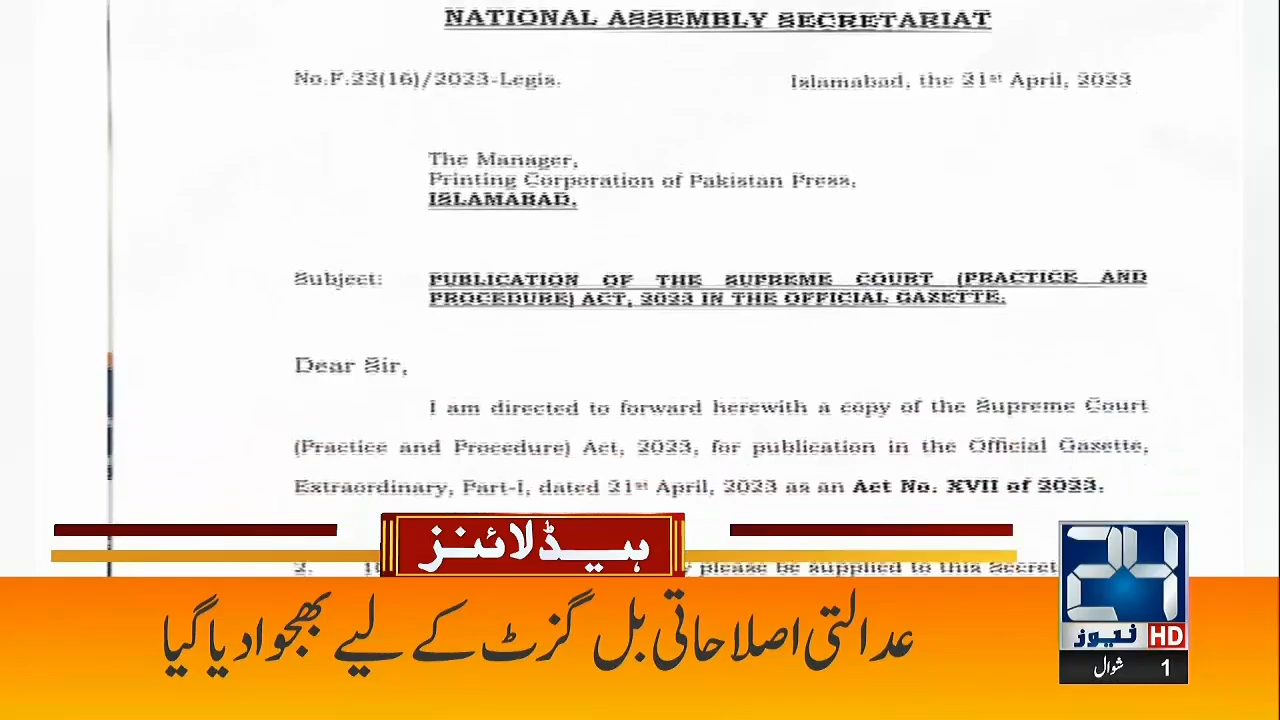 NATIONAL ASSEMBLY SECRETARIAT
No.F.22(16)/2023-Legis.
Islamabad, the 21st April, 2023
The Manager,
Printing Corporation of Pakistan Press,
ISLAMABAD.
Subject: PUBLICATION OF THE SUPREME COURT (PRACTICE AND
PROCEDURE) ACT, 2023 IN THE OFFICIAL GAZETTE.
Dear Sir,
I am directed to forward herewith a copy of the Supreme Court
(Practice and Procedure) Act, 2023, for publication in the Official Gazette,
Extraordinary, Part-I, dated 21st April, 2023 as an Act No. XVII of 2023.
2. please be supplied to this
ہیڈلائنز
عدالتی اصلاحاتی بل گزٹ کے لیے بھجوا دیا گیا
24
نیوز HD
1 شوال